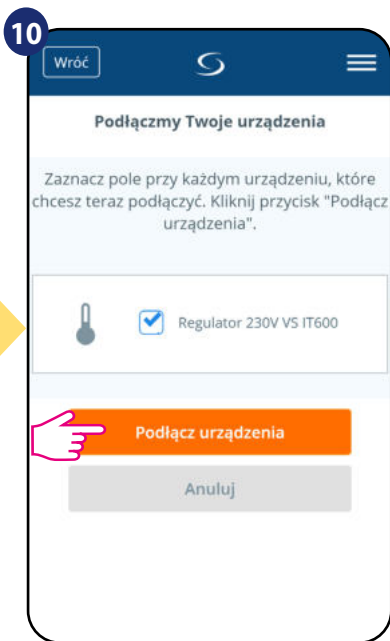 10
Wróć
Podłączmy Twoje urządzenia
Zaznacz pole przy każdym urządzeniu, które
chcesz teraz podłączyć. Kliknij przycisk "Podłącz
urządzenia".
Regulator 230V VS IT600
Podłącz urządzenia
Anuluj